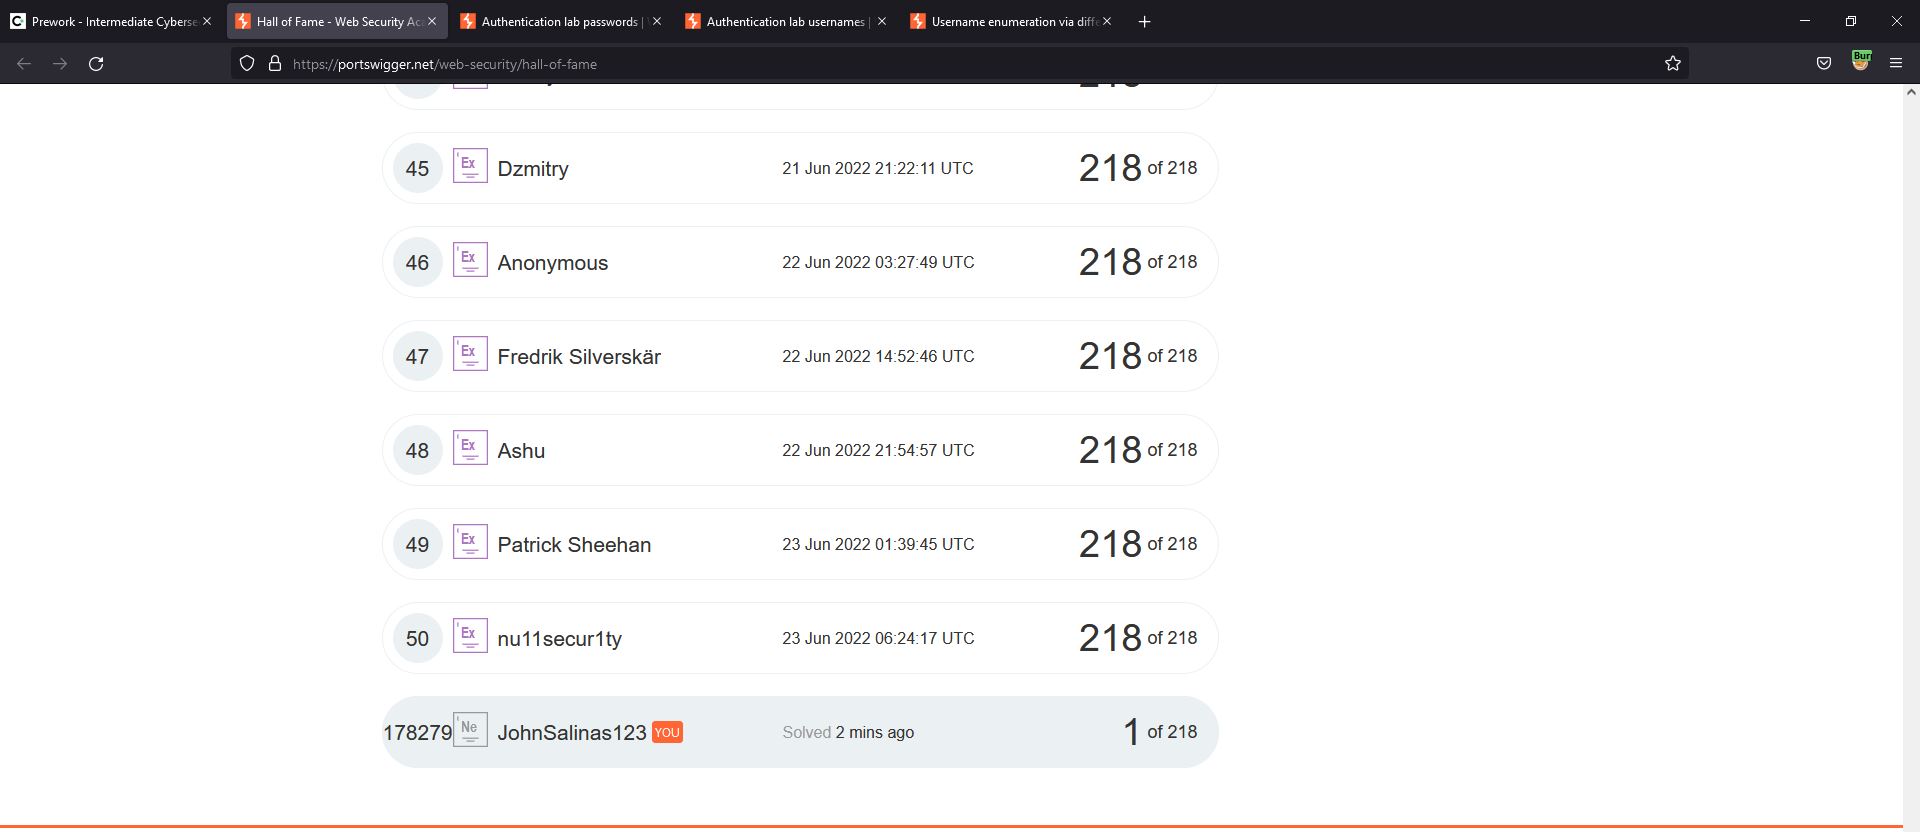 Prework - Intermediate Cyberse
Hall of Fame - Web Security Aca
Authentication lab passwords |
Authentication lab usernames |
Username enumeration via diffe
https://portswigger.net/web-security/hall-of-fame
Bur
218
45 Ex Dzmitry 21 Jun 2022 21:22:11 UTC 218 of 218
46 Ex Anonymous 22 Jun 2022 03:27:49 UTC 218 of 218
47 Ex Fredrik Silverskär 22 Jun 2022 14:52:46 UTC 218 of 218
48 Ex Ashu 22 Jun 2022 21:54:57 UTC 218 of 218
49 Ex Patrick Sheehan 23 Jun 2022 01:39:45 UTC 218 of 218
50 Ex nu11secur1ty 23 Jun 2022 06:24:17 UTC 218 of 218
178279 Ne JohnSalinas123 YOU Solved 2 mins ago 1 of 218